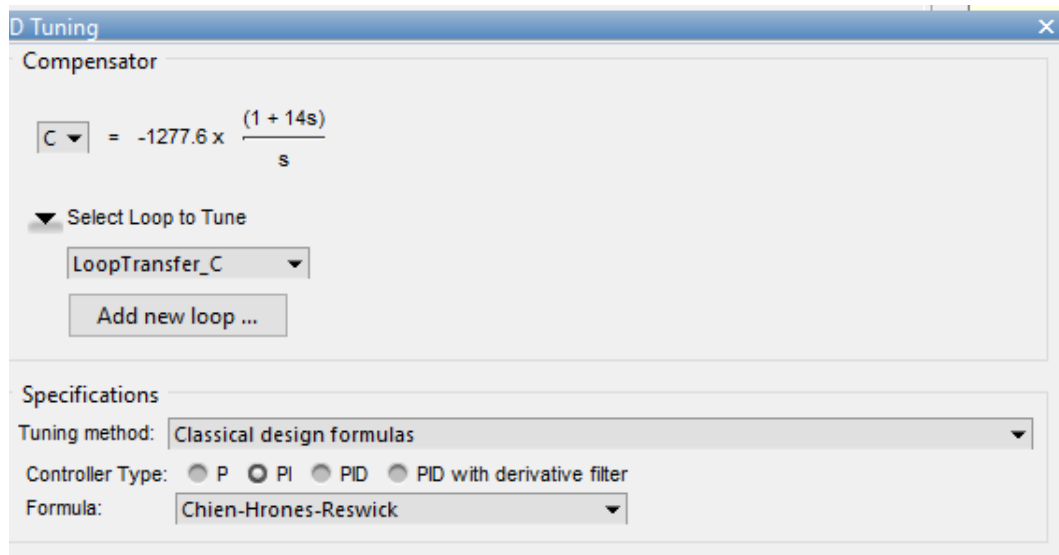 D Tuning
Compensator
C = -1277.6 x (1 + 14s)
s
Select Loop to Tune
LoopTransfer_C
Add new loop ...
Specifications
Tuning method: Classical design formulas
Controller Type: P PI PID PID with derivative filter
Formula: Chien-Hrones-Reswick